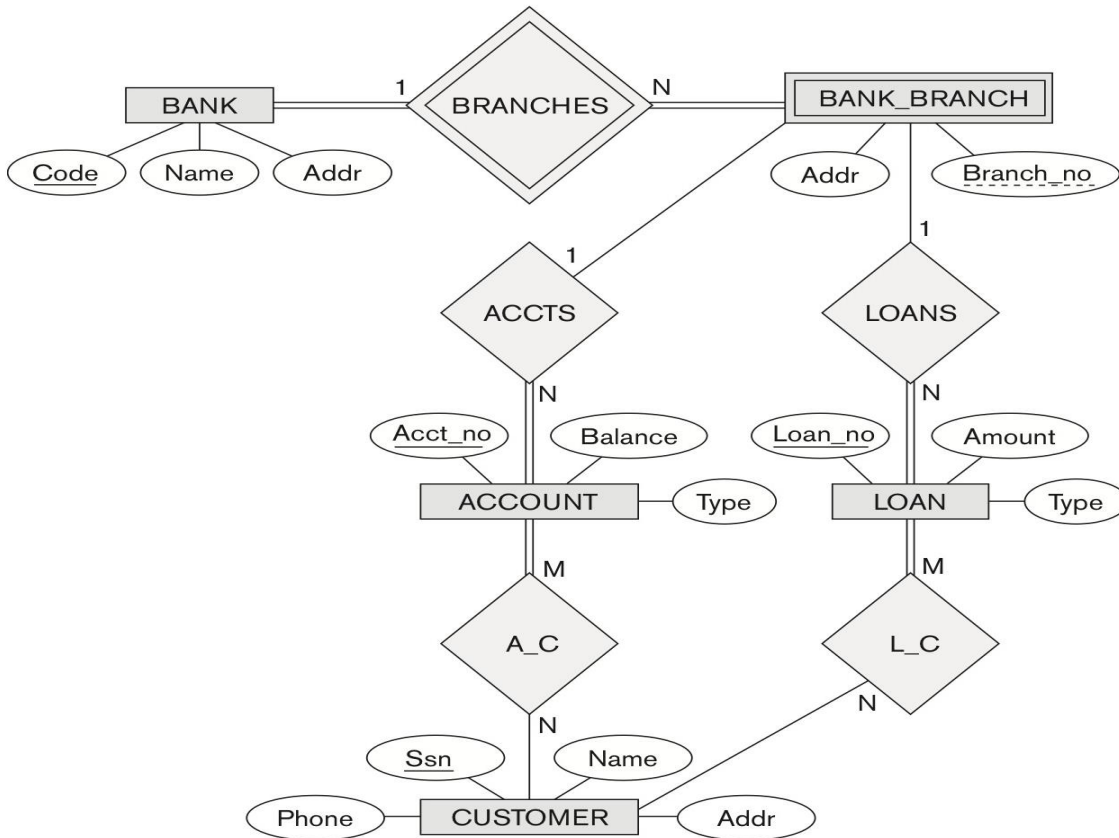 1
N
BANK
BRANCHES
BANK_BRANCH
Code
Name
Addr
Addr
Branch_no
1
1
ACCTS
LOANS
N
N
Acct_no
Balance
Loan_no
Amount
ACCOUNT
Type
LOAN
Type
M
M
A_C
L_C
N
N
Ssn
Name
Phone
CUSTOMER
Addr